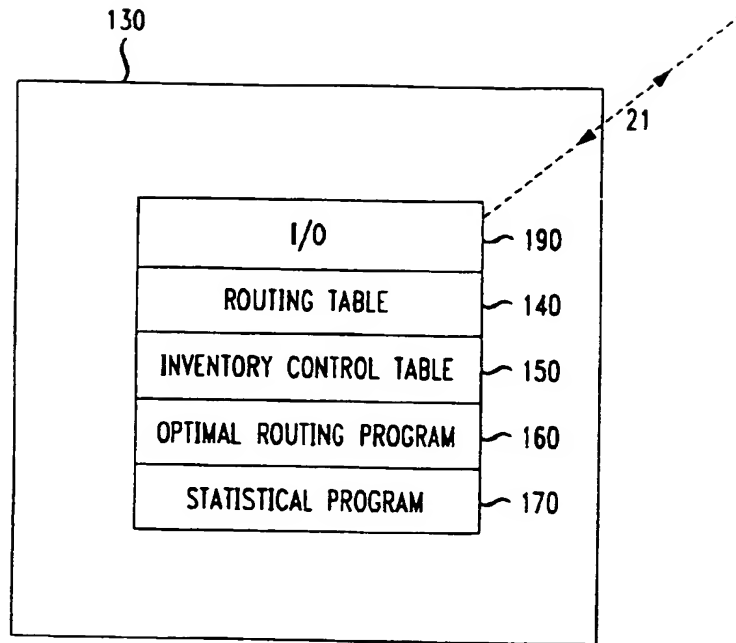 130
21
I/O
190
ROUTING TABLE
140
INVENTORY CONTROL TABLE
150
OPTIMAL ROUTING PROGRAM
160
STATISTICAL PROGRAM
170